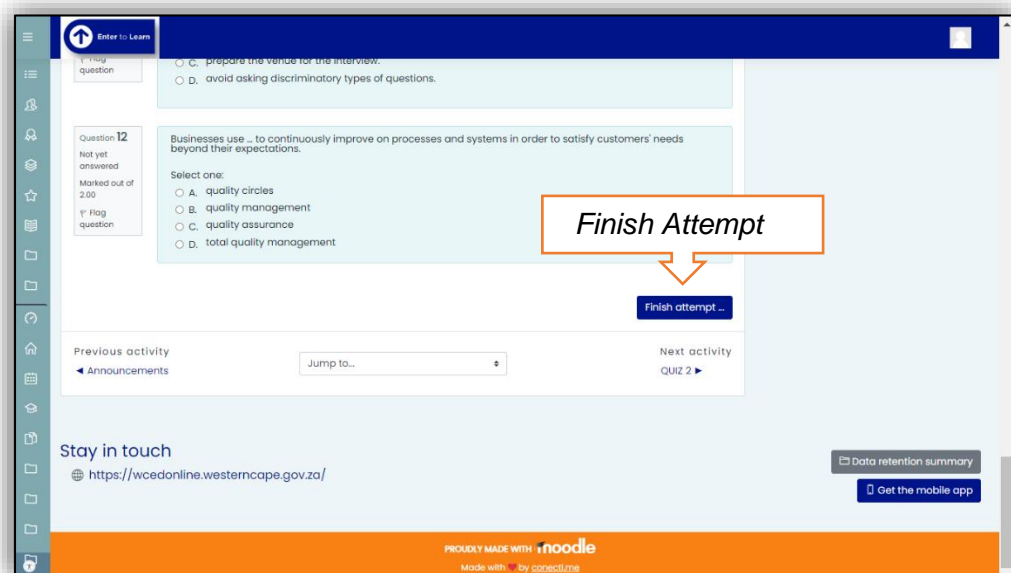 Enter to Learn
Flag
question
C. prepare the venue for the interview.
D. avoid asking discriminatory types of questions.
Question 12
Not yet
answered
Marked out of
2.00
Flag
question
Businesses use ... to continuously improve on processes and systems in order to satisfy customers' needs
beyond their expectations.
Select one:
A. quality circles
B. quality management
C. quality assurance
D. total quality management
Finish Attempt
Finish attempt ...
Previous activity
◄ Announcements
Jump to...
Next activity
QUIZ 2 ►
Stay in touch
https://wcedonline.westerncape.gov.za/
Data retention summary
Get the mobile app
PROUDLY MADE WITH moodle
Made with ❤ by conecti.me